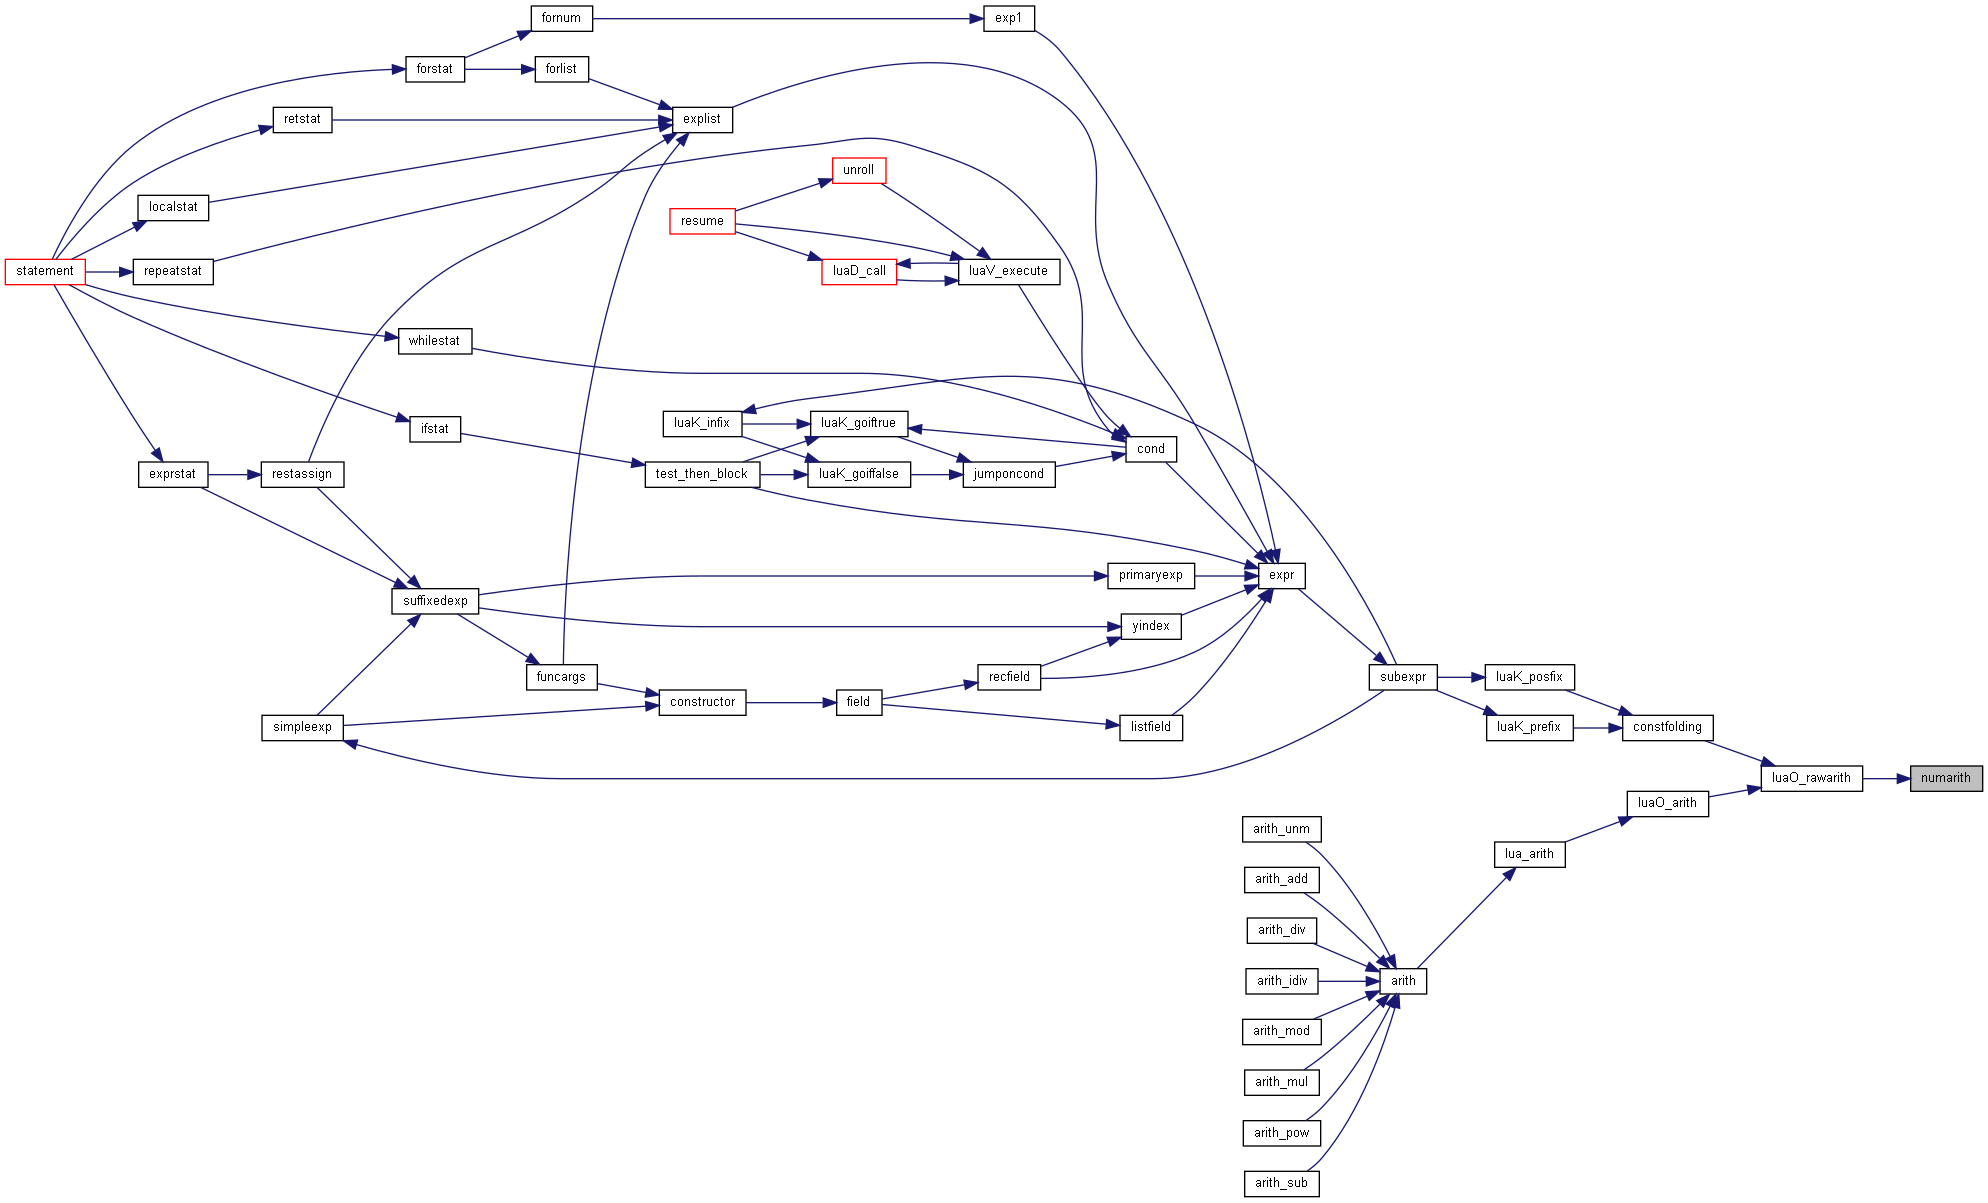 fornum
exp1
forstat
forlist
retstat
explist
unroll
localstat
resume
statement
repeatstat
luaD_call
luaV_execute
whilestat
ifstat
luaK_infix
luaK_goiftrue
cond
exprstat
restassign
test_then_block
luaK_goiffalse
jumponcond
primaryexp
expr
suffixedexp
yindex
funcargs
recfield
subexpr
luaK_posfix
constructor
field
simpleexp
listfield
luaK_prefix
constfolding
luaO_rawarith
numarith
luaO_arith
arith_unm
lua_arith
arith_add
arith_div
arith_idiv
arith
arith_mod
arith_mul
arith_pow
arith_sub